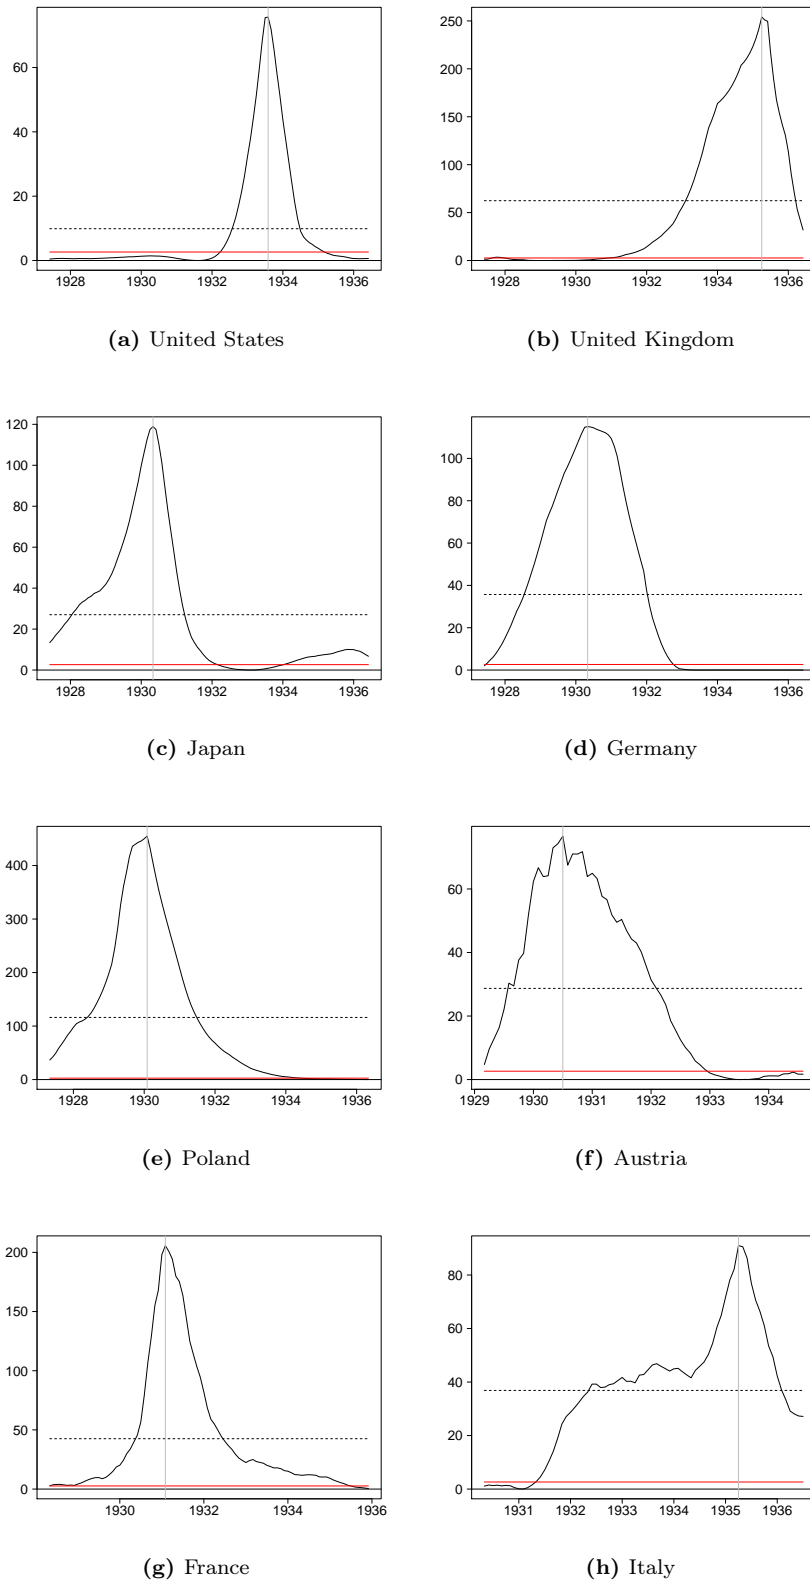 60
40
20
0
1928 1930 1932 1934 1936
(a) United States
250
200
150
100
50
0
1928 1930 1932 1934 1936
(b) United Kingdom
120
100
80
60
40
20
0
1928 1930 1932 1934 1936
(c) Japan
100
80
60
40
20
0
1928 1930 1932 1934 1936
(d) Germany
400
300
200
100
0
1928 1930 1932 1934 1936
(e) Poland
60
40
20
0
1929 1930 1931 1932 1933 1934
(f) Austria
200
150
100
50
0
1930 1932 1934 1936
(g) France
80
60
40
20
0
1931 1932 1933 1934 1935 1936
(h) Italy